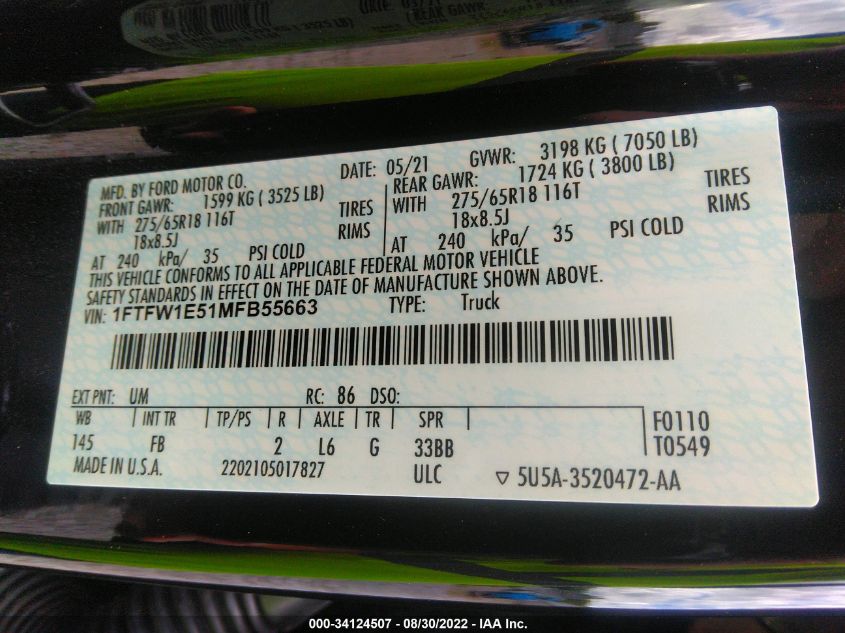 MFD. BY FORD MOTOR CO. DATE: 05/21 GVWR: 3198 KG ( 7050 LB)
FRONT GAWR: 1599 KG ( 3525 LB) REAR GAWR: 1724 KG ( 3800 LB)
WITH 275/65R18 116T TIRES WITH 275/65R18 116T TIRES
18x8.5J RIMS 18x8.5J RIMS
AT 240 kPa/ 35 PSI COLD AT 240 kPa/ 35 PSI COLD
THIS VEHICLE CONFORMS TO ALL APPLICABLE FEDERAL MOTOR VEHICLE
SAFETY STANDARDS IN EFFECT ON THE DATE OF MANUFACTURE SHOWN ABOVE.
VIN: 1FTFW1E51MFB55663 TYPE: Truck
EXT PNT: UM RC: 86 DSO:
WB INT TR TP/PS R AXLE TR SPR F0110
145 FB 2 L6 G 33BB T0549
MADE IN U.S.A. 2202105017827 ULC 5U5A-3520472-AA
000-34124507 - 08/30/2022 - IAA Inc.